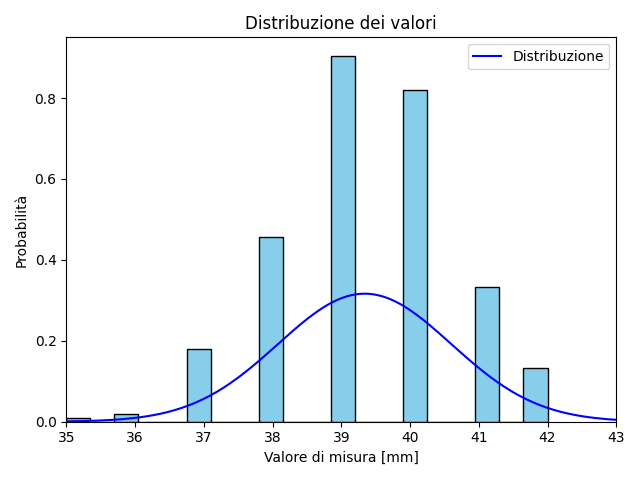 Distribuzione dei valori
Distribuzione
Probabilità
0.8
0.6
0.4
0.2
0.0
35 36 37 38 39 40 41 42 43
Valore di misura [mm]